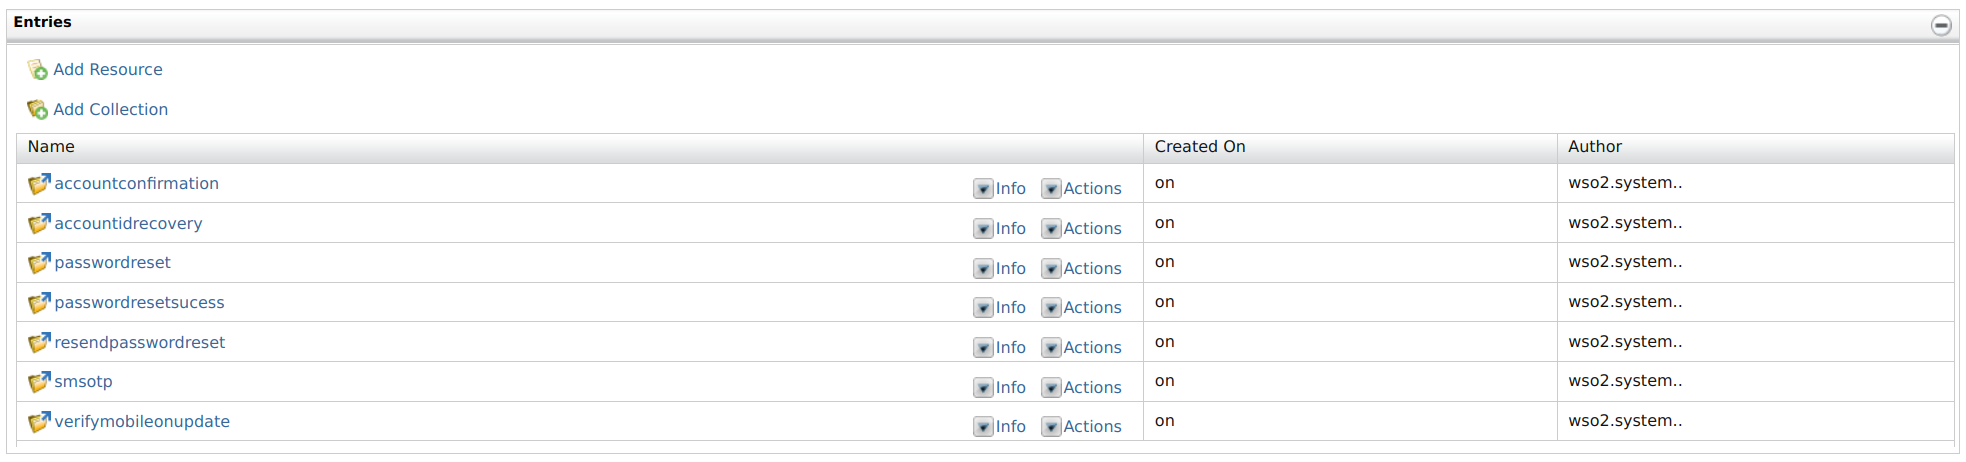 Entries
Add Resource
Add Collection
Name Created On Author
accountconfirmation Info Actions on wso2.system..
accountidrecovery Info Actions on wso2.system..
passwordreset Info Actions on wso2.system..
passwordresetsucess Info Actions on wso2.system..
resendpasswordreset Info Actions on wso2.system..
smsotp Info Actions on wso2.system..
verifymobileonupdate Info Actions on wso2.system..